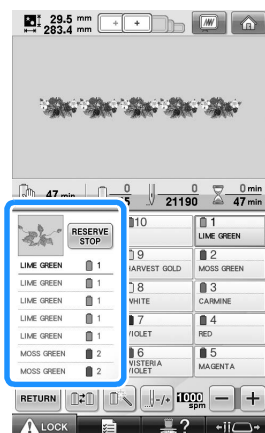 29.5 mm
283.4 mm
+ +
47 min
0
0
21190
0 min
47 min
RESERVE
STOP
LIME GREEN 1
LIME GREEN 1
LIME GREEN 1
LIME GREEN 1
LIME GREEN 1
MOSS GREEN 2
MOSS GREEN 2
10
1
LIME GREEN
9
HARVEST GOLD
2
MOSS GREEN
8
WHITE
3
CARMINE
7
VIOLET
4
RED
6
WISTERIA
VIOLET
5
MAGENTA
RETURN
-/+
1000
spm
−
+
LOCK
?